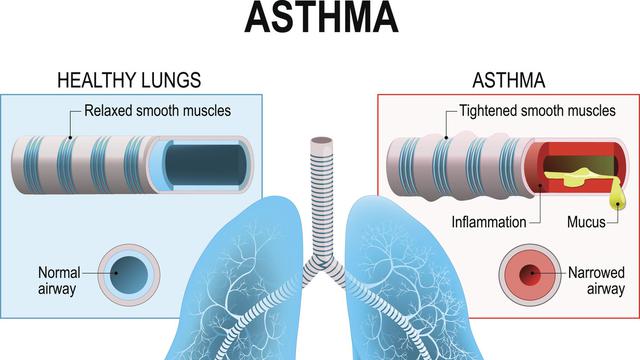 ASTHMA
HEALTHY LUNGS
Relaxed smooth muscles
Normal
airway
ASTHMA
Tightened smooth muscles
Inflammation
Mucus
Narrowed
airway